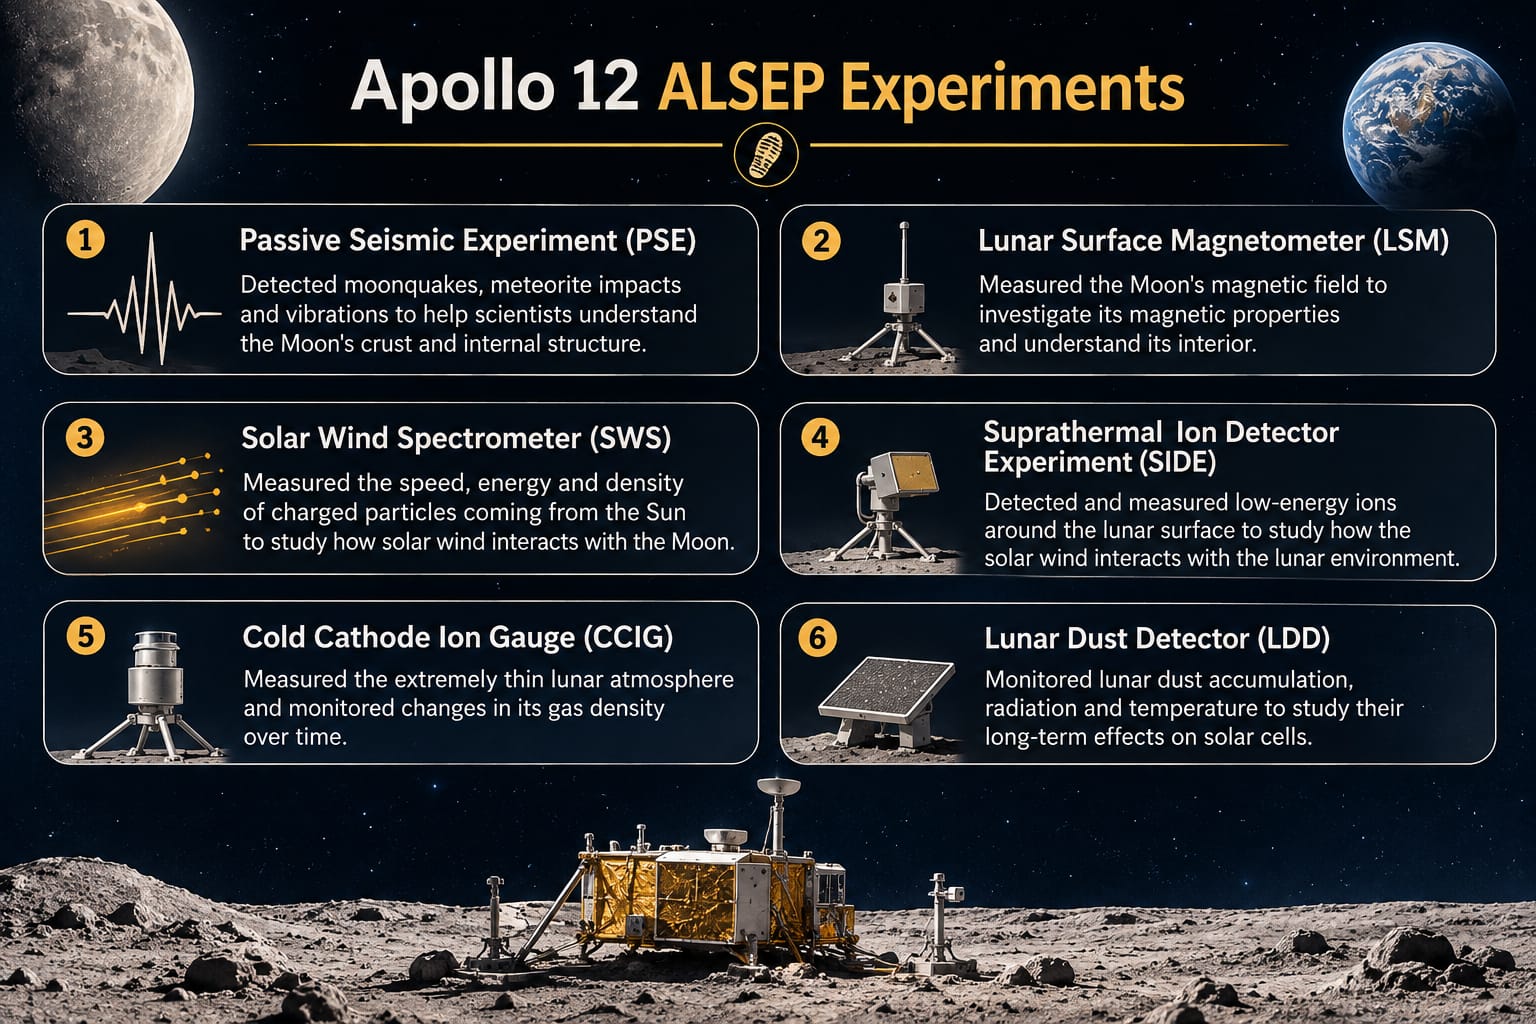 Apollo 12 ALSEP Experiments
1
Passive Seismic Experiment (PSE)
Detected moonquakes, meteorite impacts
and vibrations to help scientists understand
the Moon's crust and internal structure.
2
Lunar Surface Magnetometer (LSM)
Measured the Moon's magnetic field to
investigate its magnetic properties
and understand its interior.
3
Solar Wind Spectrometer (SWS)
Measured the speed, energy and density
of charged particles coming from the Sun
to study how solar wind interacts with the Moon.
4
Suprathermal Ion Detector
Experiment (SIDE)
Detected and measured low-energy ions
around the lunar surface to study how the
solar wind interacts with the lunar environment.
5
Cold Cathode Ion Gauge (CCIG)
Measured the extremely thin lunar atmosphere
and monitored changes in its gas density
over time.
6
Lunar Dust Detector (LDD)
Monitored lunar dust accumulation,
radiation and temperature to study their
long-term effects on solar cells.